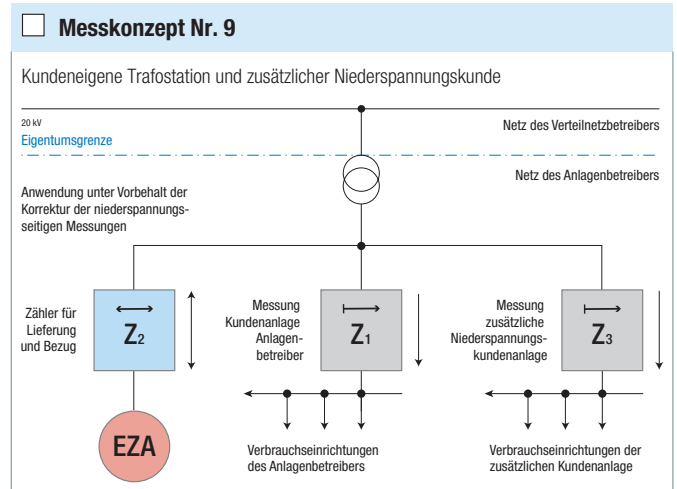 Messkonzept Nr. 9
Kundeneigene Trafostation und zusätzlicher Niederspannungskunde
20 kV
Eigentumsgrenze
Netz des Verteilnetzbetreibers
Netz des Anlagenbetreibers
Anwendung unter Vorbehalt der
Korrektur der niederspannungs-
seitigen Messungen
Zähler für
Lieferung
und Bezug
Z2
EZA
Messung
Kundenanlage
Anlagen-
betreiber
Z1
Verbrauchseinrichtungen
des Anlagenbetreibers
Messung
zusätzliche
Niederspannungs-
kundenanlage
Z3
Verbrauchseinrichtungen der
zusätzlichen Kundenanlage